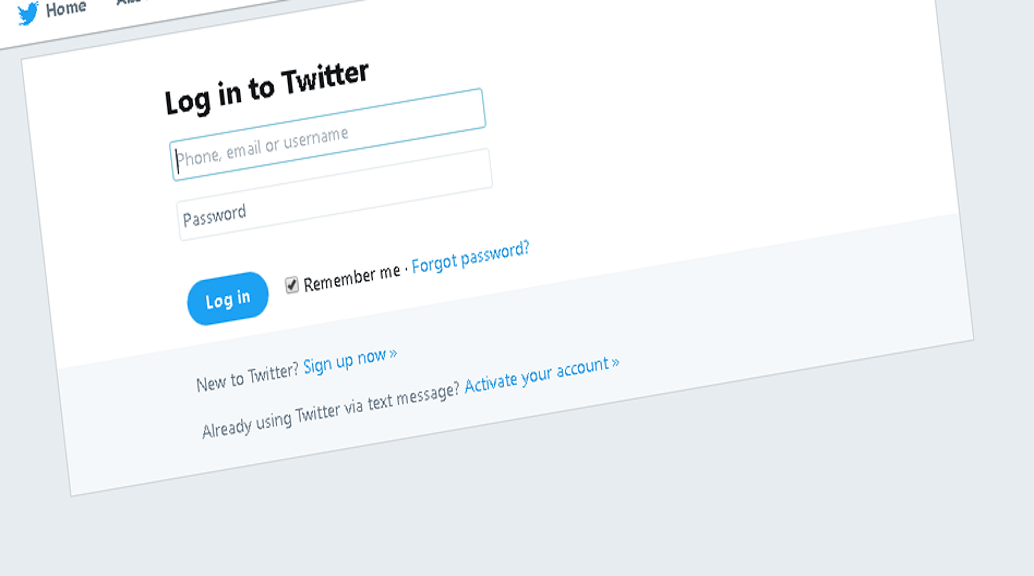 Home
Log in to Twitter
Phone, email or username
Password
Log in
Remember me · Forgot password?
New to Twitter? Sign up now »
Already using Twitter via text message? Activate your account »